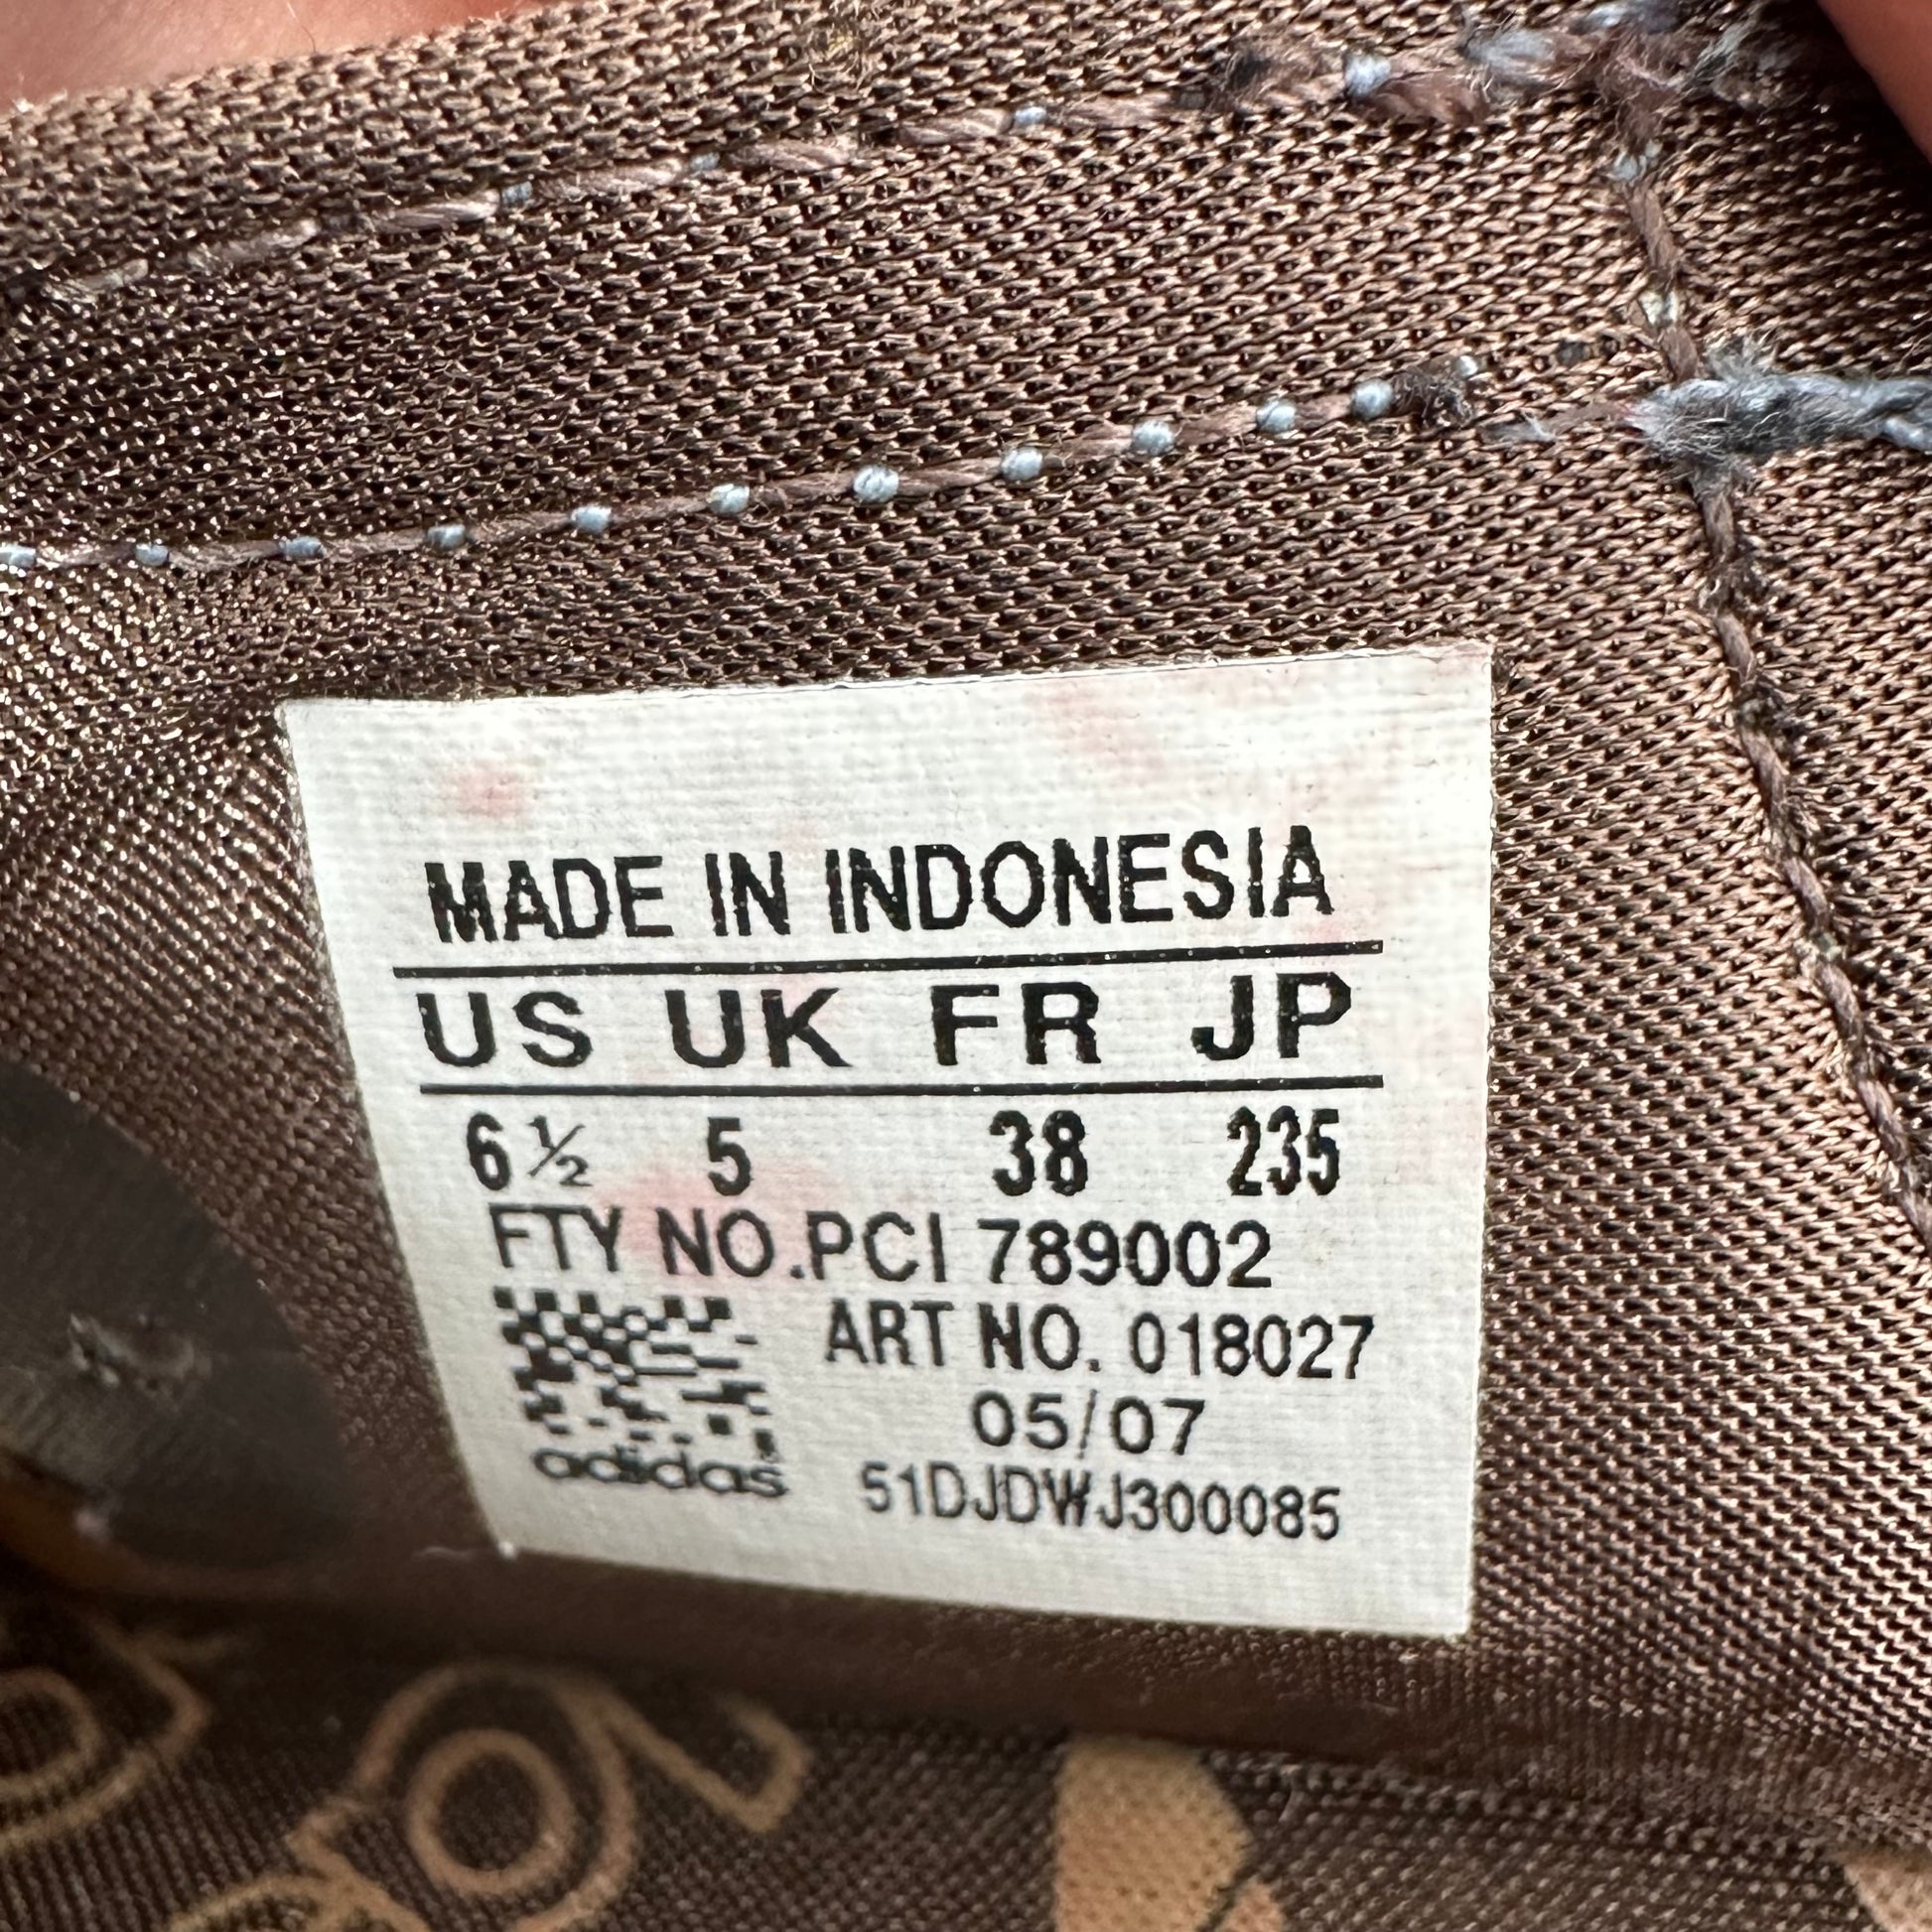 MADE IN INDONESIA
US UK FR JP
6½ 5 38 235
FTY NO.PCI 789002
ART NO. 018027
05/07
adidas 51DJDWJ300085